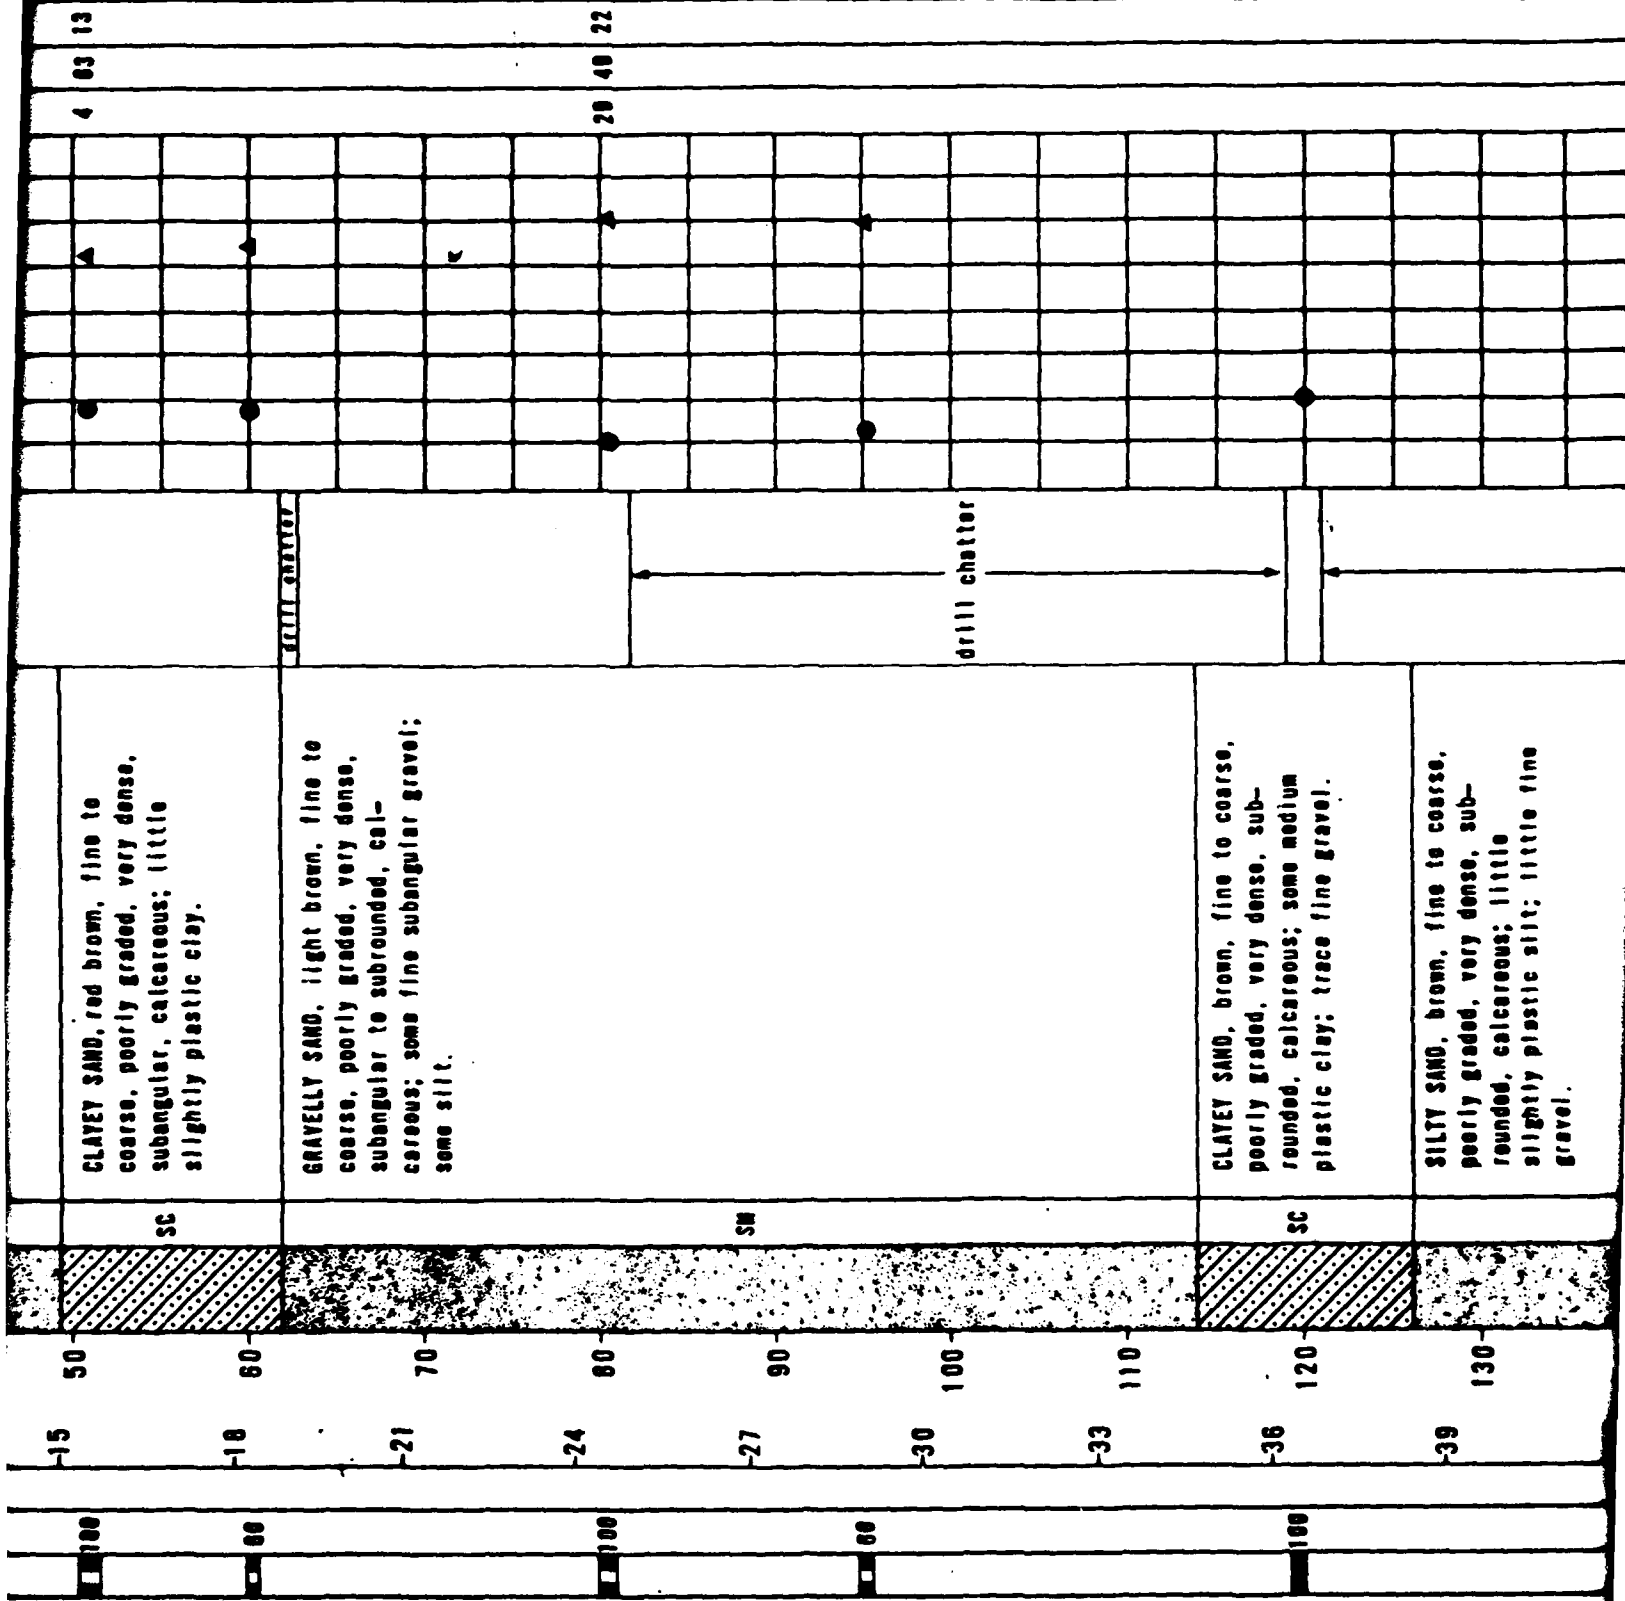 100
100
100
-15
-18
-21
-24
-27
-30
-33
-36
-39
50
60
70
80
90
100
110
120
130
SC
SM
SC
CLAYEY SAND, red brown, fine to
coarse, poorly graded, very dense,
subangular, calcareous; little
slightly plastic clay.
GRAVELLY SAND, light brown, fine to
coarse, poorly graded, very dense,
subangular to subrounded, cal-
careous; some fine subangular gravel;
some silt.
CLAYEY SAND, brown, fine to coarse,
poorly graded, very dense, sub-
rounded, calcareous; some medium
plastic clay; trace fine gravel.
SILTY SAND, brown, fine to coarse,
poorly graded, very dense, sub-
rounded, calcareous; little
slightly plastic silt; little fine
gravel.
drill chatter
drill chatter
4 83 13
29 49 22